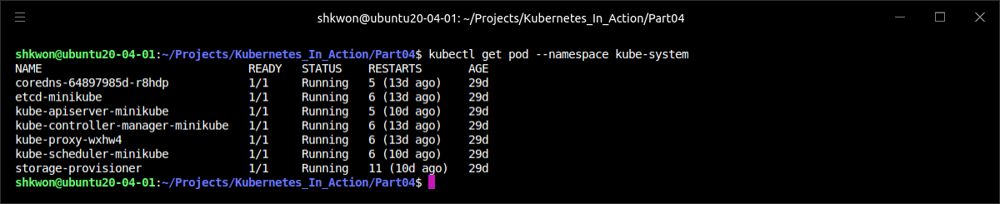 shkwon@ubuntu20-04-01: ~/Projects/Kubernetes_In_Action/Part04
shkwon@ubuntu20-04-01:~/Projects/Kubernetes_In_Action/Part04$ kubectl get pod --namespace kube-system
NAME                               READY   STATUS    RESTARTS       AGE
coredns-64897985d-r8hdp            1/1     Running   5 (13d ago)    29d
etcd-minikube                      1/1     Running   6 (13d ago)    29d
kube-apiserver-minikube            1/1     Running   5 (10d ago)    29d
kube-controller-manager-minikube   1/1     Running   6 (13d ago)    29d
kube-proxy-wxhw4                   1/1     Running   6 (13d ago)    29d
kube-scheduler-minikube            1/1     Running   6 (10d ago)    29d
storage-provisioner                1/1     Running   11 (10d ago)   29d
shkwon@ubuntu20-04-01:~/Projects/Kubernetes_In_Action/Part04$